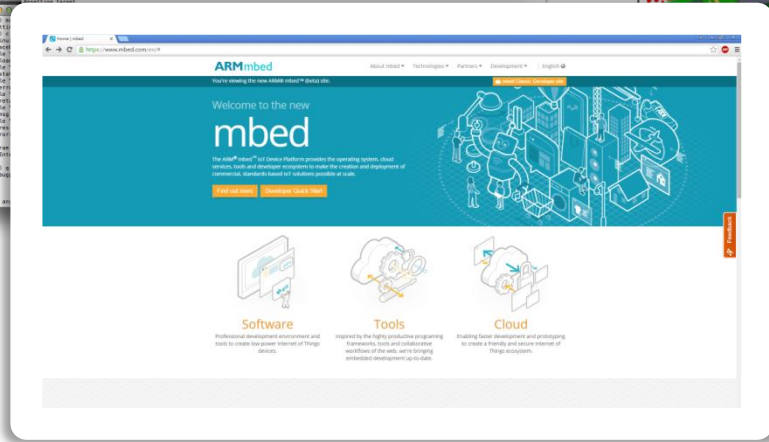 Home | mbed
https://www.mbed.com/en/#
ARMmbed
About mbed Technologies Partners Development English
You're viewing the new ARM® mbed™ (beta) site.
mbed Classic Developer site
Welcome to the new
mbed
The ARM® mbed™ IoT Device Platform provides the operating system, cloud
services, tools and developer ecosystem to make the creation and deployment of
commercial, standards-based IoT solutions possible at scale.
Find out more Developer Quick Start
Feedback
Software
Professional development environment and
tools to create low power Internet of Things
devices.
Tools
Inspired by the highly productive programing
frameworks, tools and collaborative
workflows of the web, we're bringing
embedded development up-to-date.
Cloud
Enabling faster development and prototyping
to create a friendly and secure Internet of
Things ecosystem.